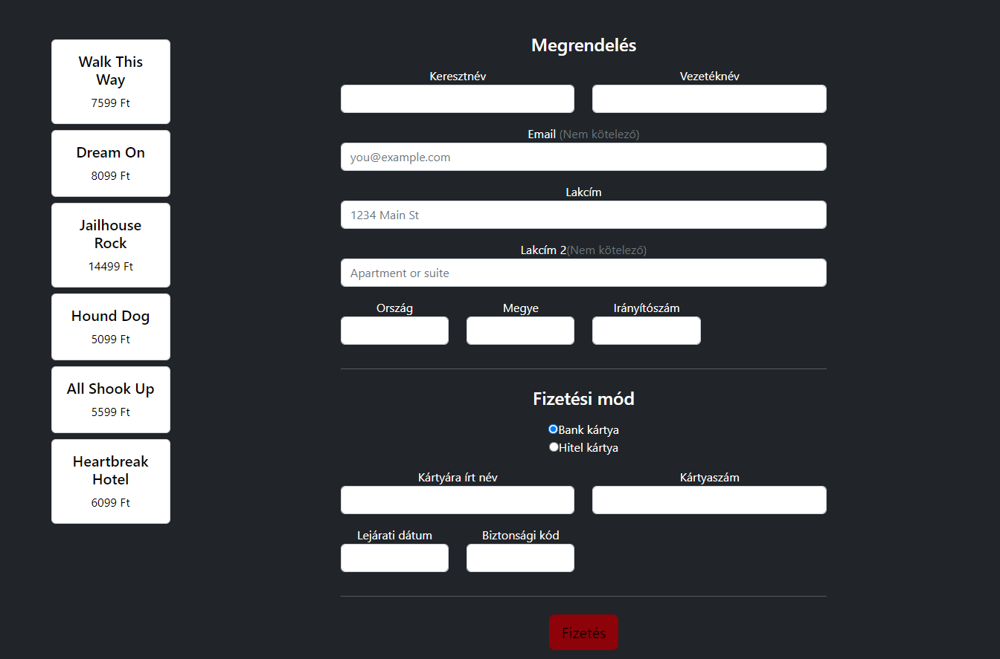 Walk This
Way
7599 Ft
Dream On
8099 Ft
Jailhouse
Rock
14499 Ft
Hound Dog
5099 Ft
All Shook Up
5599 Ft
Heartbreak
Hotel
6099 Ft
Megrendelés
Keresztnév
Vezetéknév
Email (Nem kötelező)
you@example.com
Lakcím
1234 Main St
Lakcím 2(Nem kötelező)
Apartment or suite
Ország
Megye
Irányítószám
Fizetési mód
Bank kártya
Hitel kártya
Kártyára írt név
Kártyaszám
Lejárati dátum
Biztonsági kód
Fizetés